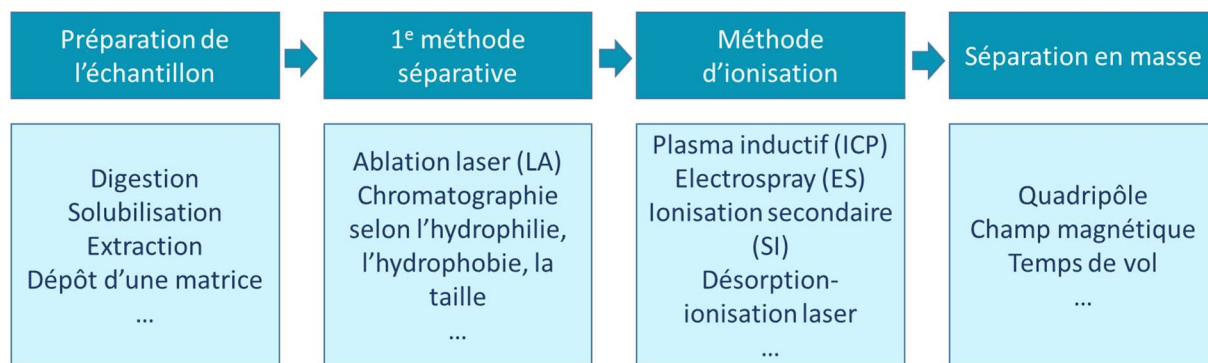 Préparation de
l'échantillon
1e méthode
séparative
Méthode
d'ionisation
Séparation en masse
Digestion
Solubilisation
Extraction
Dépôt d'une matrice
...
Ablation laser (LA)
Chromatographie
selon l'hydrophilie,
l'hydrophobie, la
taille
...
Plasma inductif (ICP)
Electrospray (ES)
Ionisation secondaire
(SI)
Désorption-
ionisation laser
...
Quadripôle
Champ magnétique
Temps de vol
...